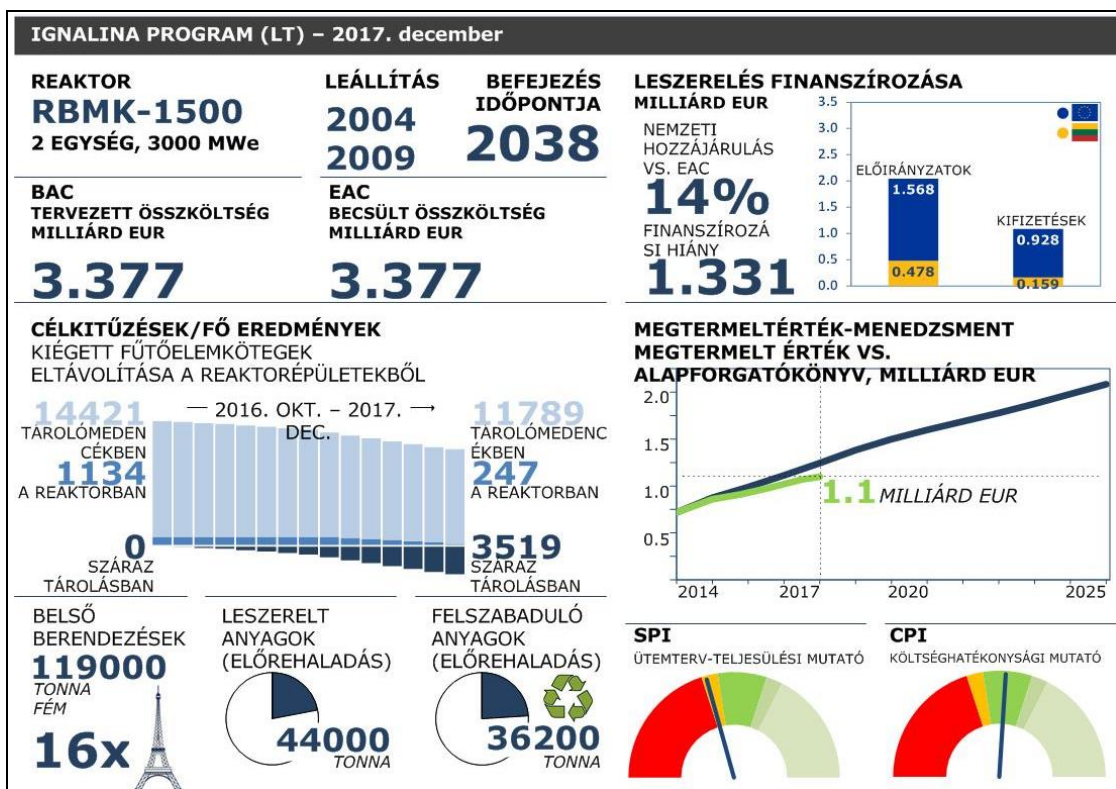 IGNALINA PROGRAM (LT) – 2017. december
REAKTOR
RBMK-1500
2 EGYSÉG, 3000 MWe
LEÁLLÍTÁS
2004
2009
BEFEJEZÉS
IDŐPONTJA
2038
BAC
TERVEZETT ÖSSZKÖLTSÉG
MILLIÁRD EUR
3.377
EAC
BECSÜLT ÖSSZKÖLTSÉG
MILLIÁRD EUR
3.377
LESZERELÉS FINANSZÍROZÁSA
MILLIÁRD EUR
NEMZETI
HOZZÁJÁRULÁS
VS. EAC
14%
FINANSZÍROZÁ
SI HIÁNY
1.331
3.5
3.0
2.5
2.0
1.5
1.0
0.5
0.0
ELŐIRÁNYZATOK
1.568
0.478
KIFIZETÉSEK
0.928
0.159
CÉLKITŰZÉSEK/FŐ EREDMÉNYEK
KIÉGETT FŰTŐELEMKÖTEGEK
ELTÁVOLÍTÁSA A REAKTORÉPÜLETEKBŐL
14421
TÁROLÓMEDEN
CÉKBEN
1134
A REAKTORBAN
0
SZÁRAZ
TÁROLÁSBAN
2016. OKT. – 2017.
DEC.
11789
TÁROLÓMEDENC
ÉKBEN
247
A REAKTORBAN
3519
SZÁRAZ
TÁROLÁSBAN
MEGTERMELTÉRTÉK-MENEDZSMENT
MEGTERMELT ÉRTÉK VS.
ALAPFORGATÓKÖNYV, MILLIÁRD EUR
2.0
1.5
1.0
0.5
1.1 MILLIÁRD EUR
2014
2017
2020
2025
BELSŐ
BERENDEZÉSEK
119000
TONNA
FÉM
16x
LESZERELT
ANYAGOK
(ELŐREHALADÁS)
44000
TONNA
FELSZABADULÓ
ANYAGOK
(ELŐREHALADÁS)
36200
TONNA
SPI
ÜTEMTERV-TELJESÜLÉSI MUTATÓ
CPI
KÖLTSÉGHATÉKONYSÁGI MUTATÓ